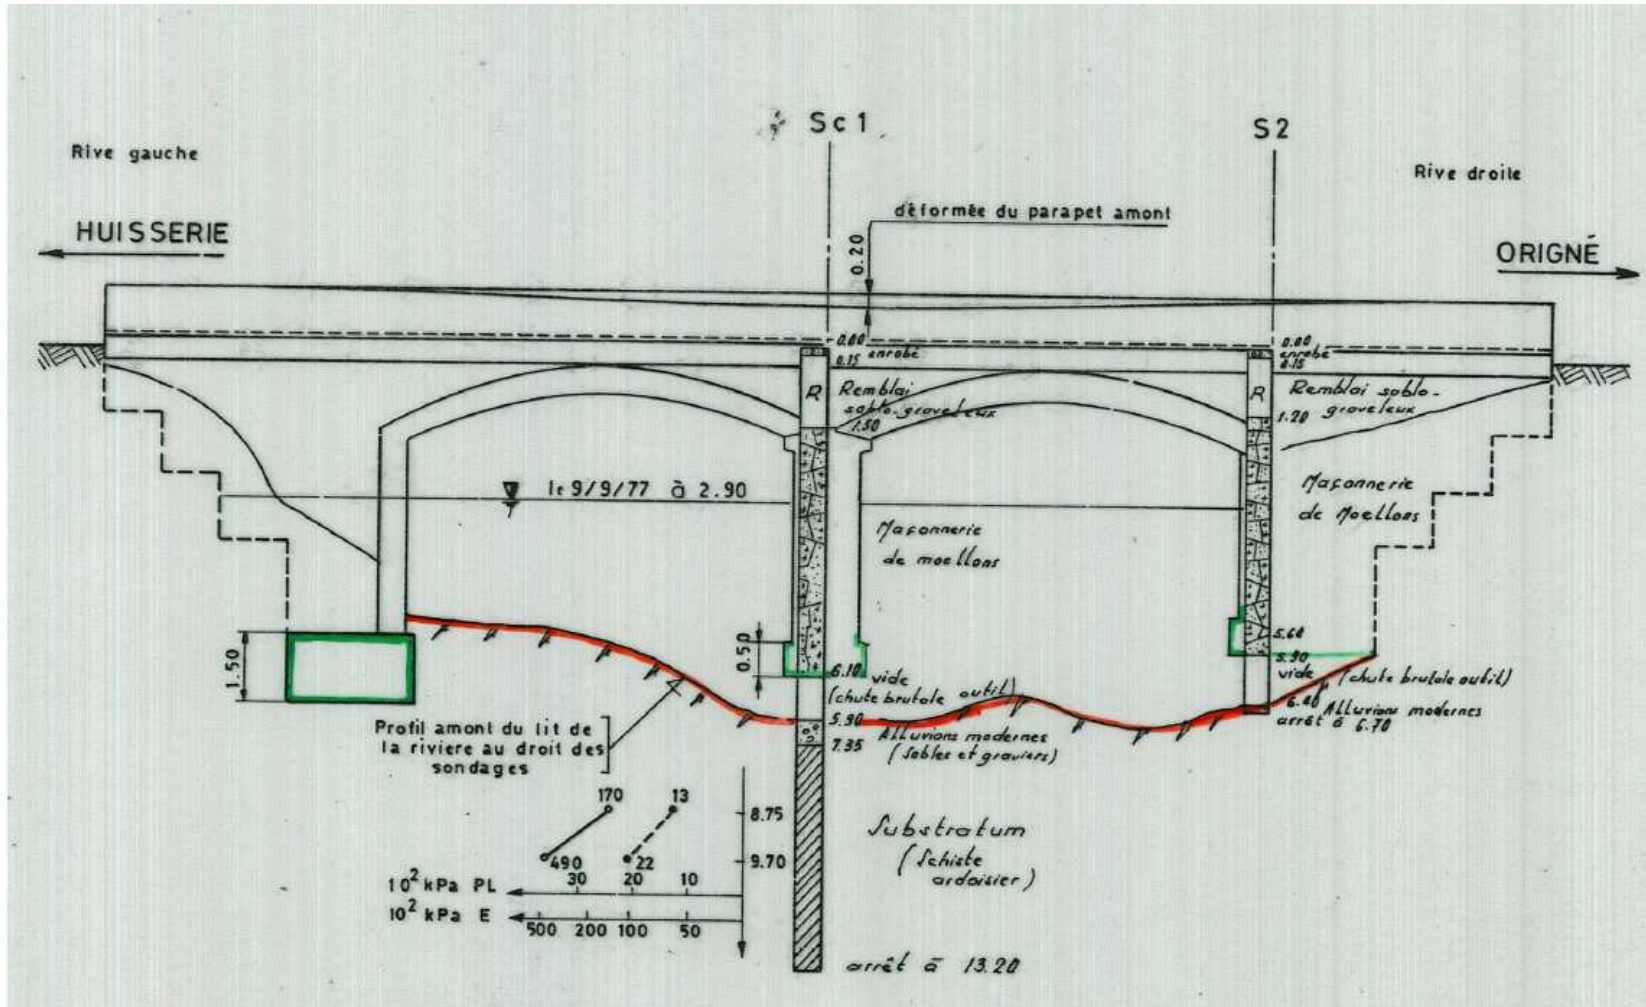 Sc1
S2
Rive gauche
Rive droite
déformée du parapet amont
HUISSERIE
ORIGNÉ
0.20
0.00
enrobé
0.15
0.00
enrobé
0.15
R
Remblai
sablo-graveleux
1.50
R
Remblai sablo-
graveleux
1.20
le 9/9/77 à 2.90
Maçonnerie
de moellons
Maçonnerie
de Moellons
1.50
0.50
6.10
vide
(chute brutale outil)
5.60
5.90
vide
(chute brutale outil)
6.40
Alluvions modernes
arrêt à 6.70
5.90
Alluvions modernes
(Sables et graviers)
7.35
Profil amont du lit de
la riviere au droit des
sondages
170
13
8.75
490
22
9.70
10² kPa PL
30
20
10
10² kPa E
500
200
100
50
Substratum
(Schiste
ardoisier)
arrêt à 13.20